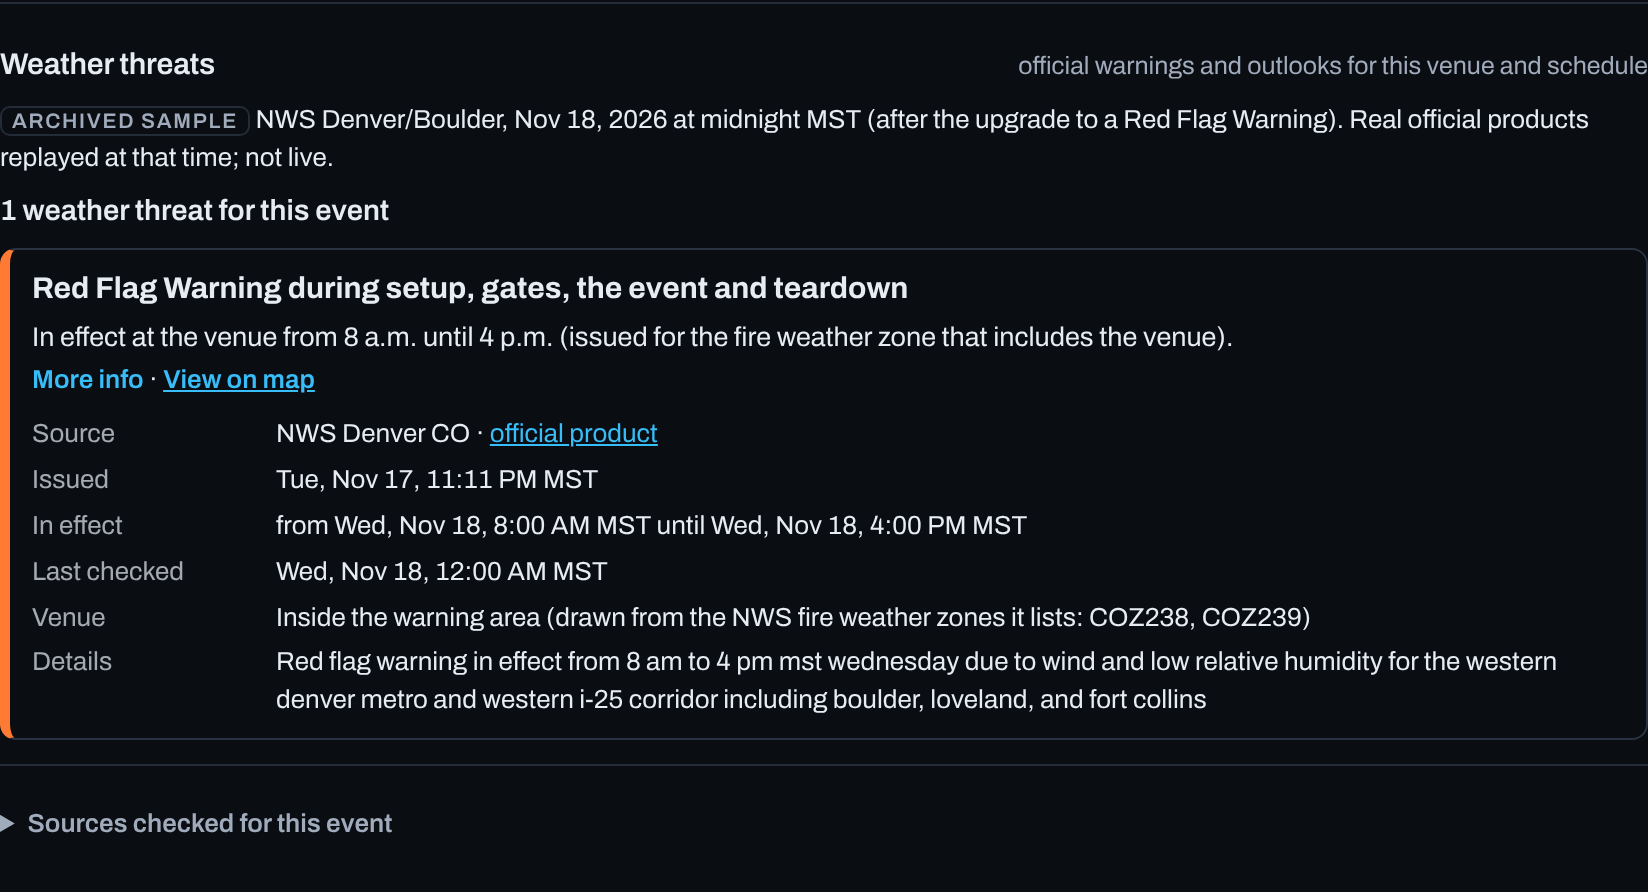 Weather threats
official warnings and outlooks for this venue and schedule
ARCHIVED SAMPLE NWS Denver/Boulder, Nov 18, 2026 at midnight MST (after the upgrade to a Red Flag Warning). Real official products
replayed at that time; not live.
1 weather threat for this event
Red Flag Warning during setup, gates, the event and teardown
In effect at the venue from 8 a.m. until 4 p.m. (issued for the fire weather zone that includes the venue).
More info · View on map
Source NWS Denver CO · official product
Issued Tue, Nov 17, 11:11 PM MST
In effect from Wed, Nov 18, 8:00 AM MST until Wed, Nov 18, 4:00 PM MST
Last checked Wed, Nov 18, 12:00 AM MST
Venue Inside the warning area (drawn from the NWS fire weather zones it lists: COZ238, COZ239)
Details Red flag warning in effect from 8 am to 4 pm mst wednesday due to wind and low relative humidity for the western
denver metro and western i-25 corridor including boulder, loveland, and fort collins
Sources checked for this event